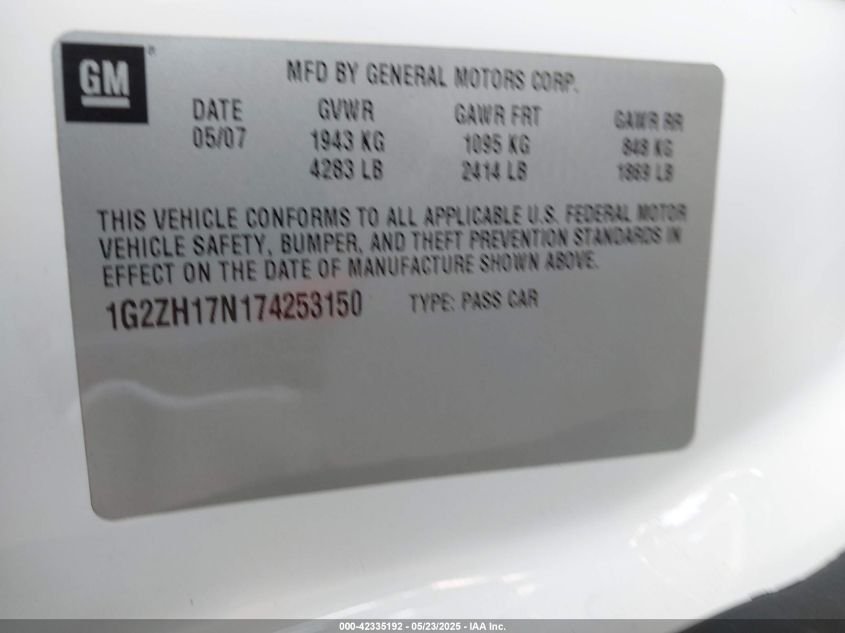 GM
MFD BY GENERAL MOTORS CORP.
DATE GVWR GAWR FRT GAWR RR
05/07 1943 KG 1095 KG 848 KG
4283 LB 2414 LB 1869 LB
THIS VEHICLE CONFORMS TO ALL APPLICABLE U.S. FEDERAL MOTOR
VEHICLE SAFETY, BUMPER, AND THEFT PREVENTION STANDARDS IN
EFFECT ON THE DATE OF MANUFACTURE SHOWN ABOVE.
1G2ZH17N174253150 TYPE: PASS CAR
000-42335192 - 05/23/2025 - IAA Inc.